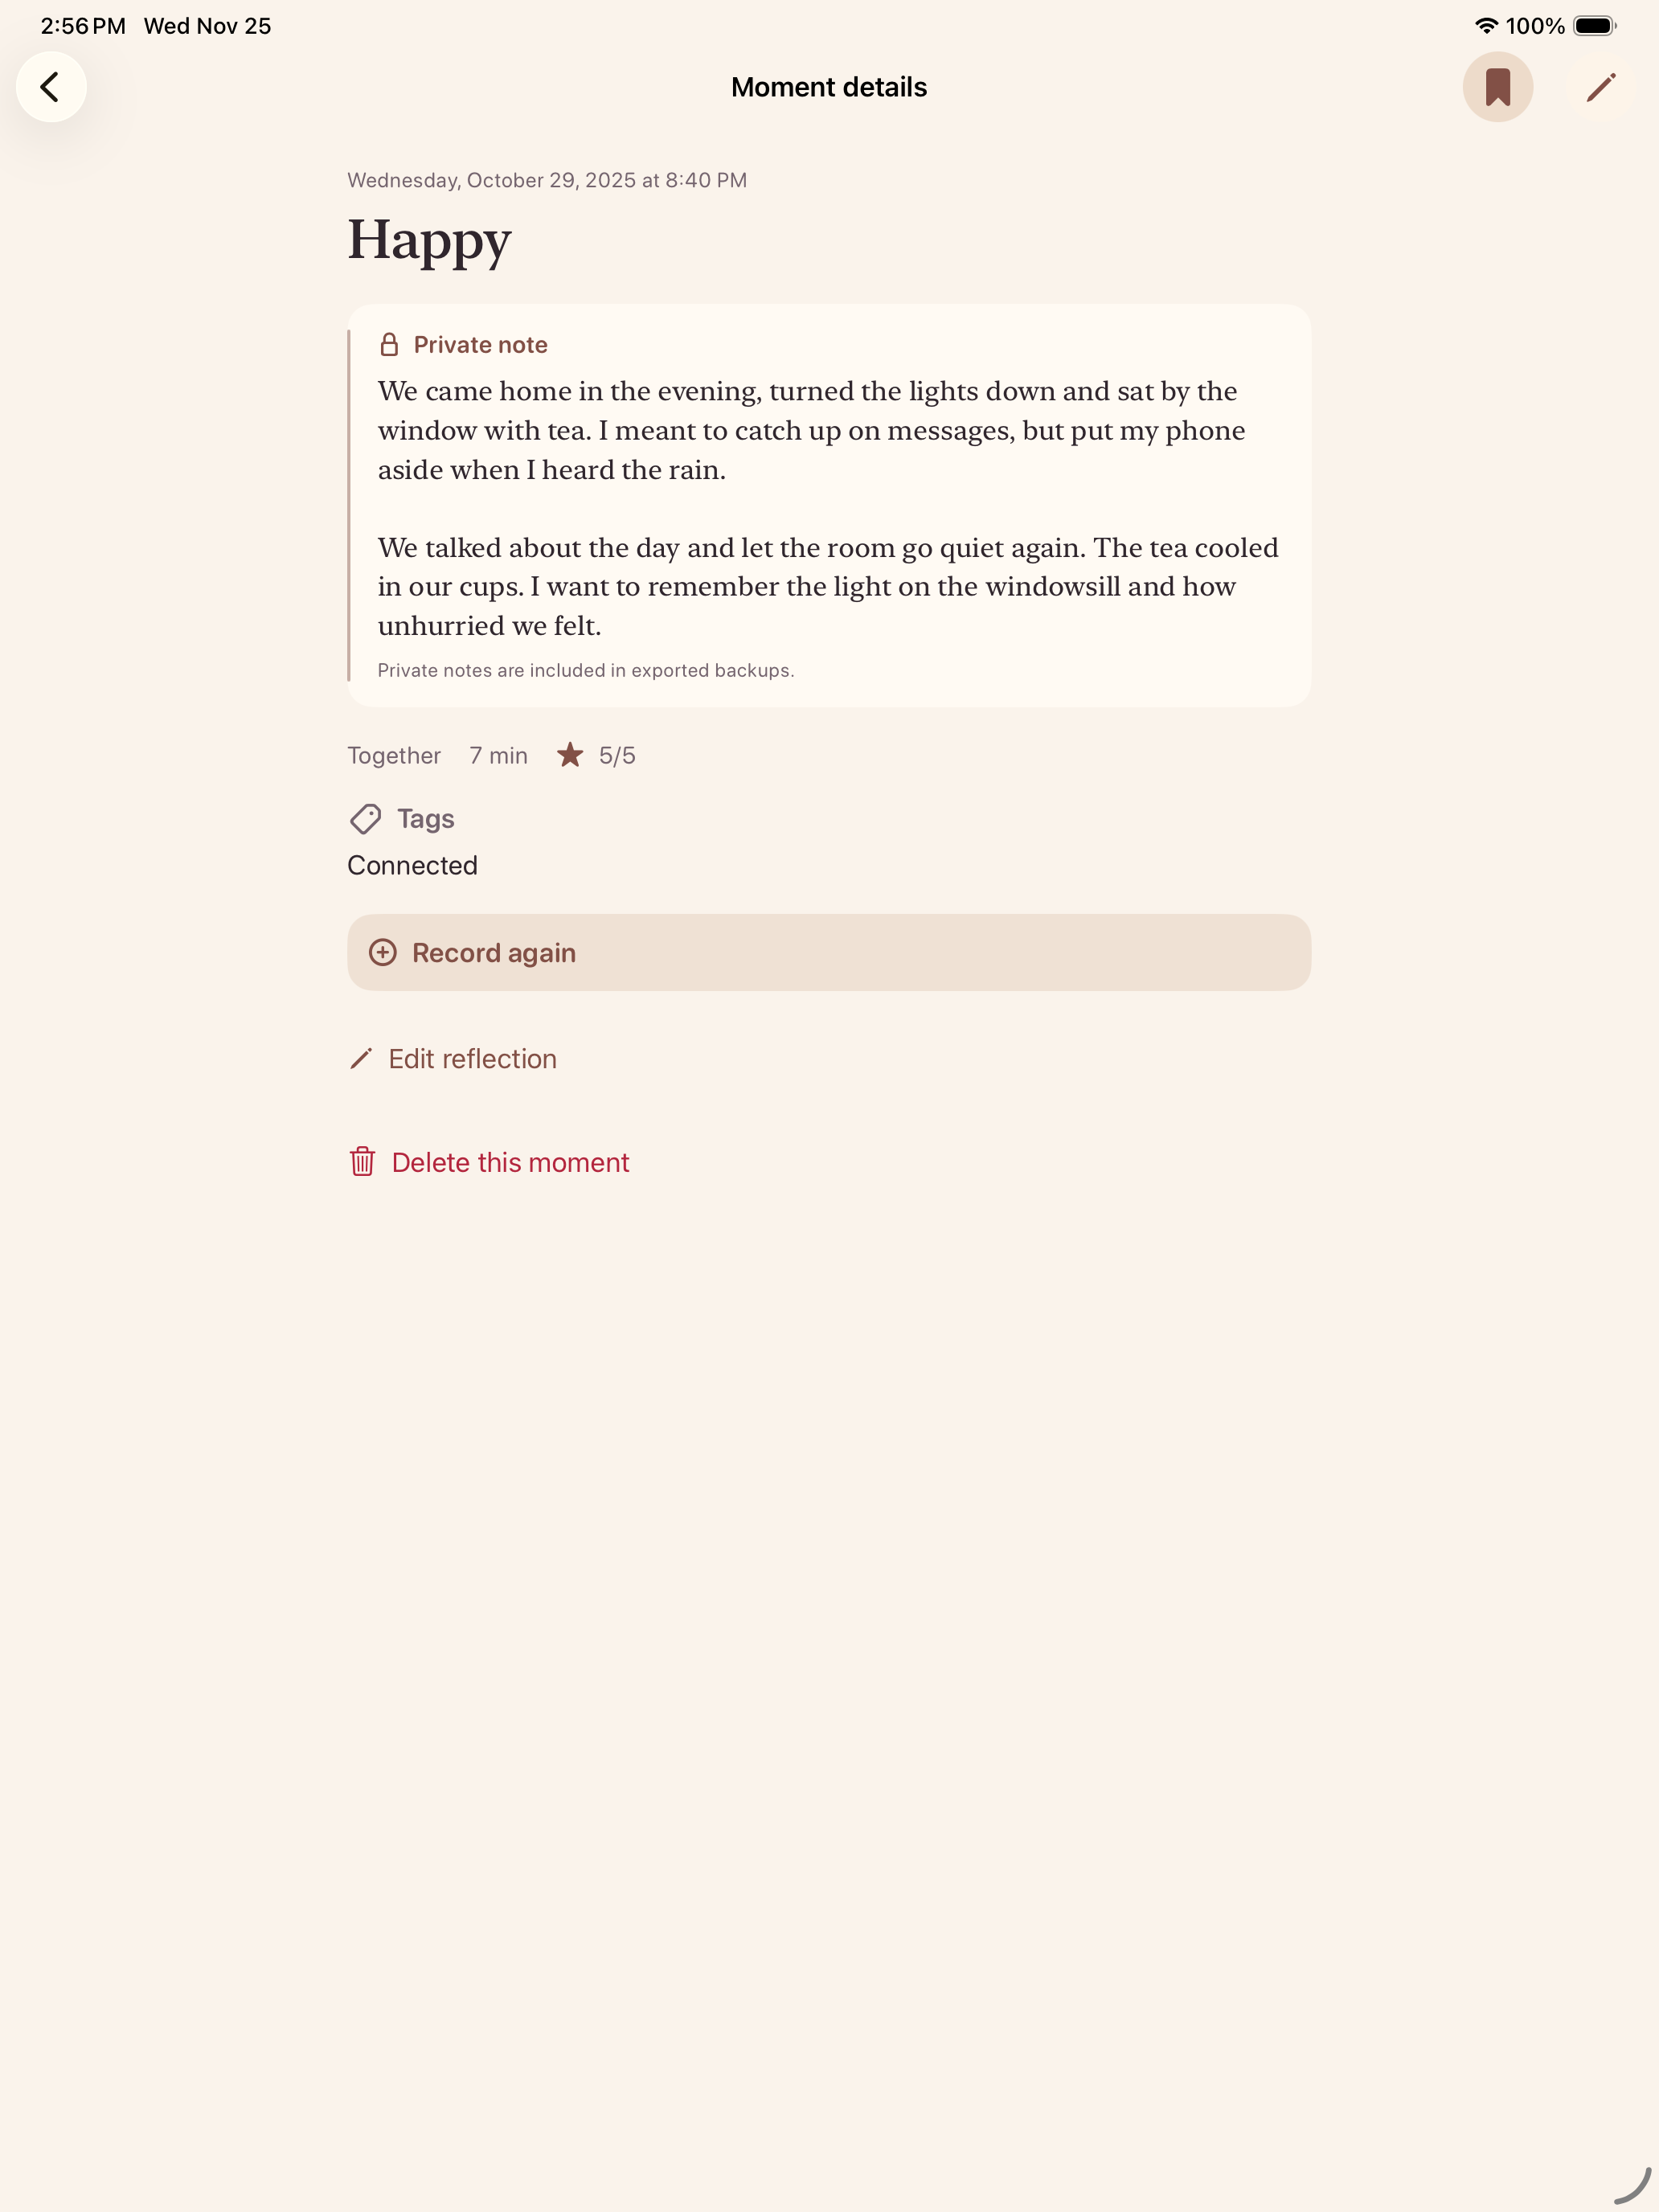 2:56 PM Wed Nov 25
100%
Moment details
Wednesday, October 29, 2025 at 8:40 PM
Happy
Private note
We came home in the evening, turned the lights down and sat by the
window with tea. I meant to catch up on messages, but put my phone
aside when I heard the rain.
We talked about the day and let the room go quiet again. The tea cooled
in our cups. I want to remember the light on the windowsill and how
unhurried we felt.
Private notes are included in exported backups.
Together 7 min 5/5
Tags
Connected
Record again
Edit reflection
Delete this moment